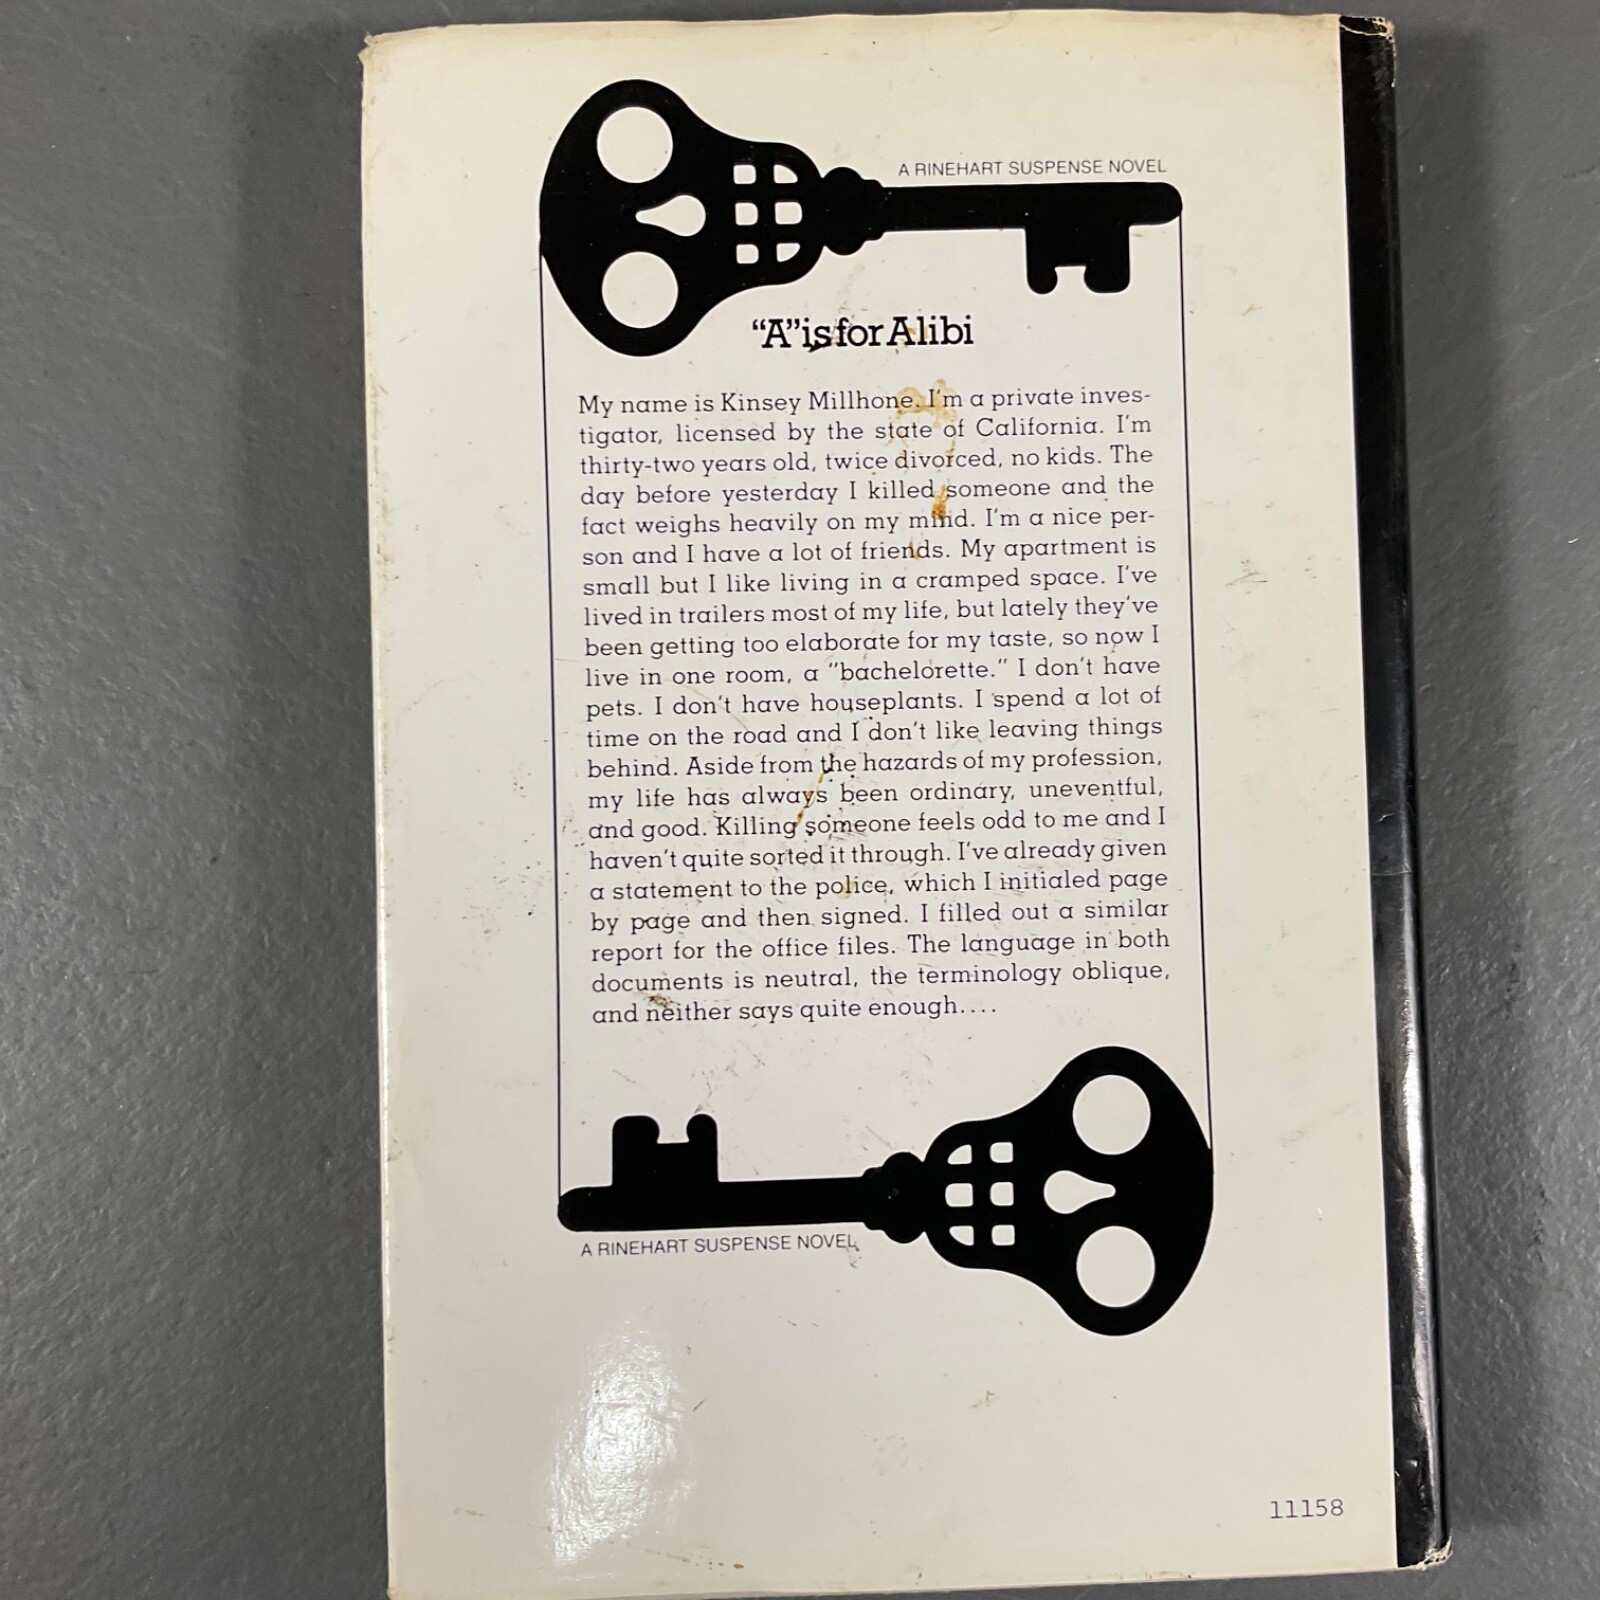 A RINEHART SUSPENSE NOVEL
“A” is for Alibi
My name is Kinsey Millhone. I'm a private inves-
tigator, licensed by the state of California. I'm
thirty-two years old, twice divorced, no kids. The
day before yesterday I killed someone and the
fact weighs heavily on my mind. I'm a nice per-
son and I have a lot of friends. My apartment is
small but I like living in a cramped space. I've
lived in trailers most of my life, but lately they've
been getting too elaborate for my taste, so now I
live in one room, a "bachelorette." I don't have
pets. I don't have houseplants. I spend a lot of
time on the road and I don't like leaving things
behind. Aside from the hazards of my profession,
my life has always been ordinary, uneventful,
and good. Killing someone feels odd to me and I
haven't quite sorted it through. I've already given
a statement to the police, which I initialed page
by page and then signed. I filled out a similar
report for the office files. The language in both
documents is neutral, the terminology oblique,
and neither says quite enough....
A RINEHART SUSPENSE NOVEL
11158